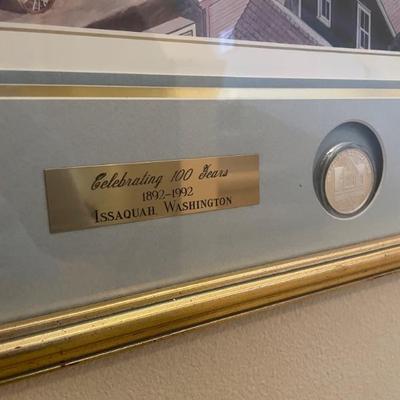 Celebrating 100 Years
1892-1992
Issaquah, Washington